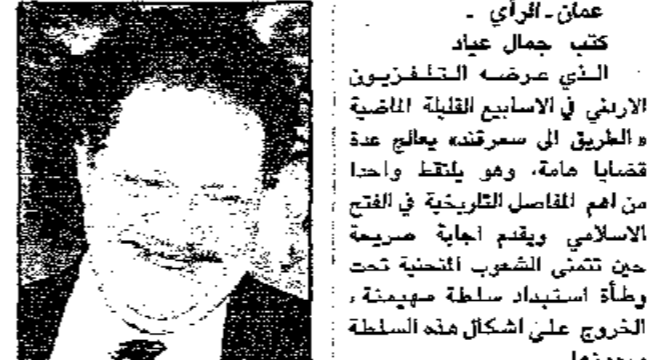 عمان ـ الرأي ـ
كتب جمال عياد
الذي عرضه التلفزيون
الاردني في الاسابيع القليلة الماضية
«الطريق الى سمرقند» يعالج عدة
قضايا هامة، وهو يلتقط واحدا
من اهم المفاصل التاريخية في الفتح
الاسلامي ويقدم اجابة صريحة
حين تتمنى الشعوب المنحنية تحت
وطأة استبداد سلطة مهيمنة،
الخروج على اشكال هذه السلطة